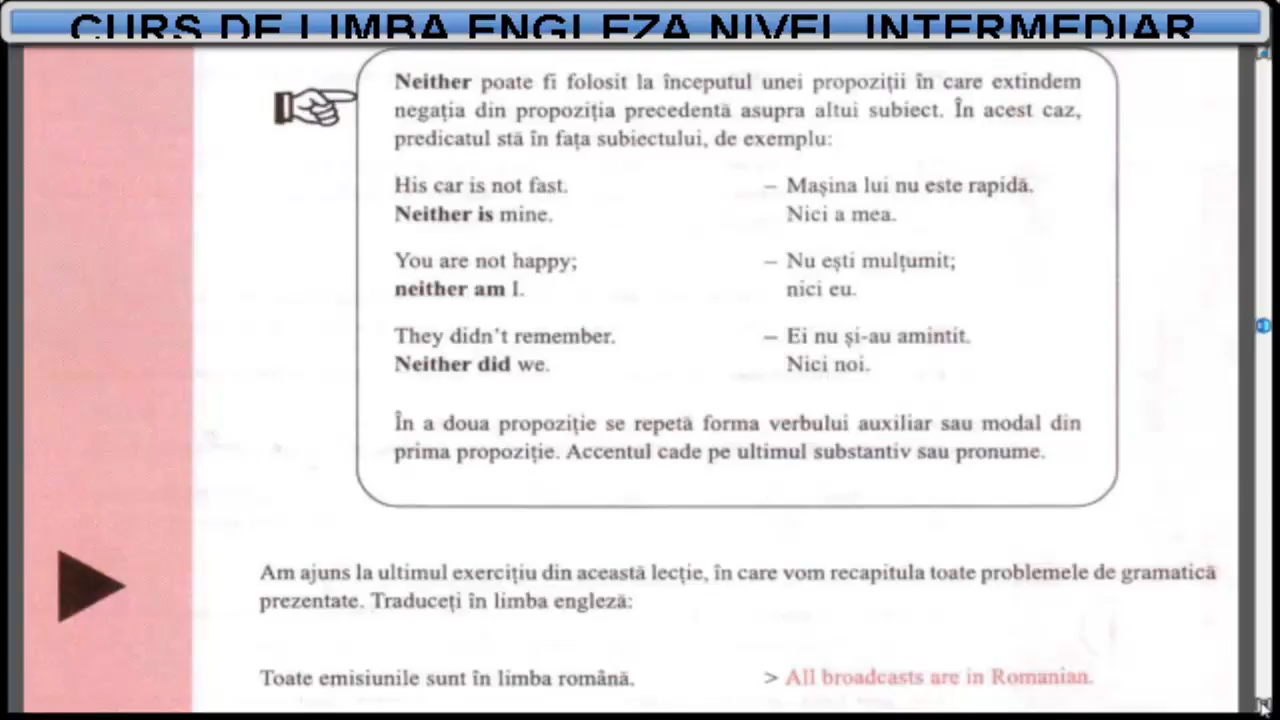 CURS DE LIMBA ENGLEZA NIVEL INTERMEDIAR
Neither poate fi folosit la începutul unei propoziții în care extindem
negația din propoziția precedentă asupra altui subiect. În acest caz,
predicatul stă în fața subiectului, de exemplu:
His car is not fast. – Mașina lui nu este rapidă.
Neither is mine. Nici a mea.
You are not happy; – Nu ești mulțumit;
neither am I. nici eu.
They didn't remember. – Ei nu și-au amintit.
Neither did we. Nici noi.
În a doua propoziție se repetă forma verbului auxiliar sau modal din
prima propoziție. Accentul cade pe ultimul substantiv sau pronume.
Am ajuns la ultimul exercițiu din această lecție, în care vom recapitula toate problemele de gramatică
prezentate. Traduceți în limba engleză:
Toate emisiunile sunt în limba română. > All broadcasts are in Romanian.